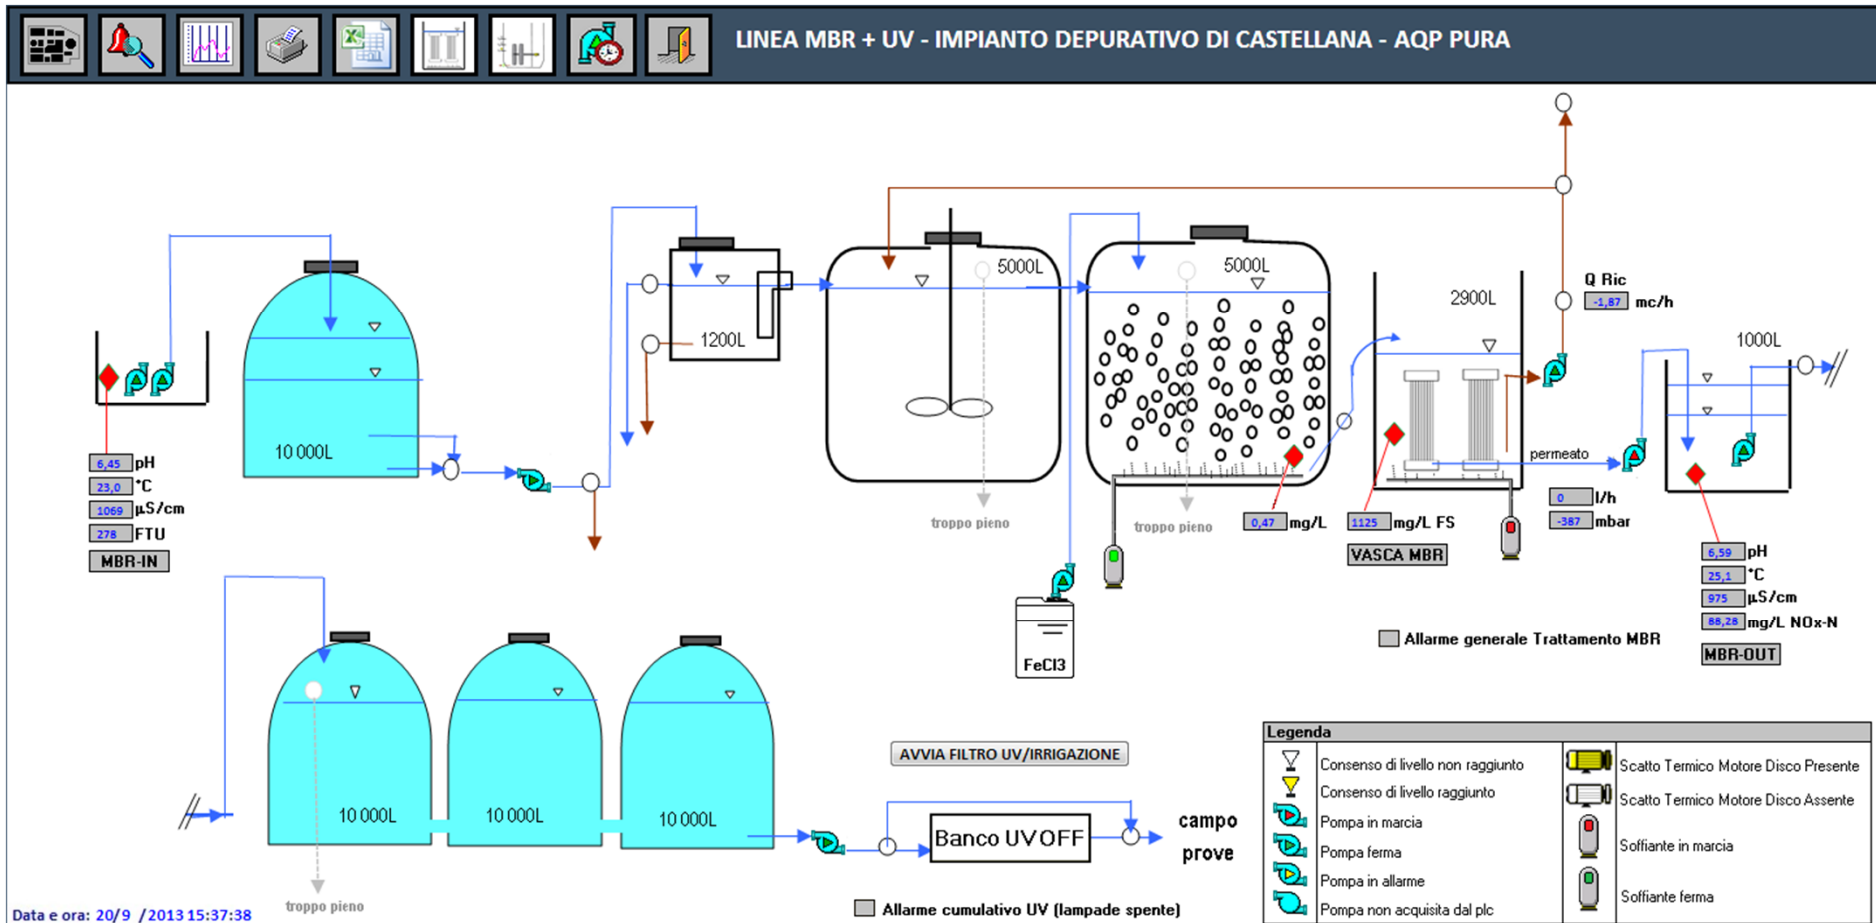 LINEA MBR + UV - IMPIANTO DEPURATIVO DI CASTELLANA - AQP PURA
5000L
5000L
Q Ric
-1,87 mc/h
2900L
1200L
1000L
10 000L
permeato
6,45 pH
23,0 °C
1069 µS/cm
278 FTU
MBR-IN
troppo pieno
troppo pieno
0,47 mg/L
1125 mg/L FS
VASCA MBR
0 l/h
-387 mbar
6,59 pH
25,1 °C
975 µS/cm
88,28 mg/L NOx-N
MBR-OUT
FeCl3
Allarme generale Trattamento MBR
10 000L
10 000L
10 000L
troppo pieno
AVVIA FILTRO UV/IRRIGAZIONE
Banco UV OFF
campo
prove
Allarme cumulativo UV (lampade spente)
Legenda
Consenso di livello non raggiunto
Consenso di livello raggiunto
Pompa in marcia
Pompa ferma
Pompa in allarme
Pompa non acquisita dal plc
Scatto Termico Motore Disco Presente
Scatto Termico Motore Disco Assente
Soffiante in marcia
Soffiante ferma
Data e ora: 20/9 /2013 15:37:38